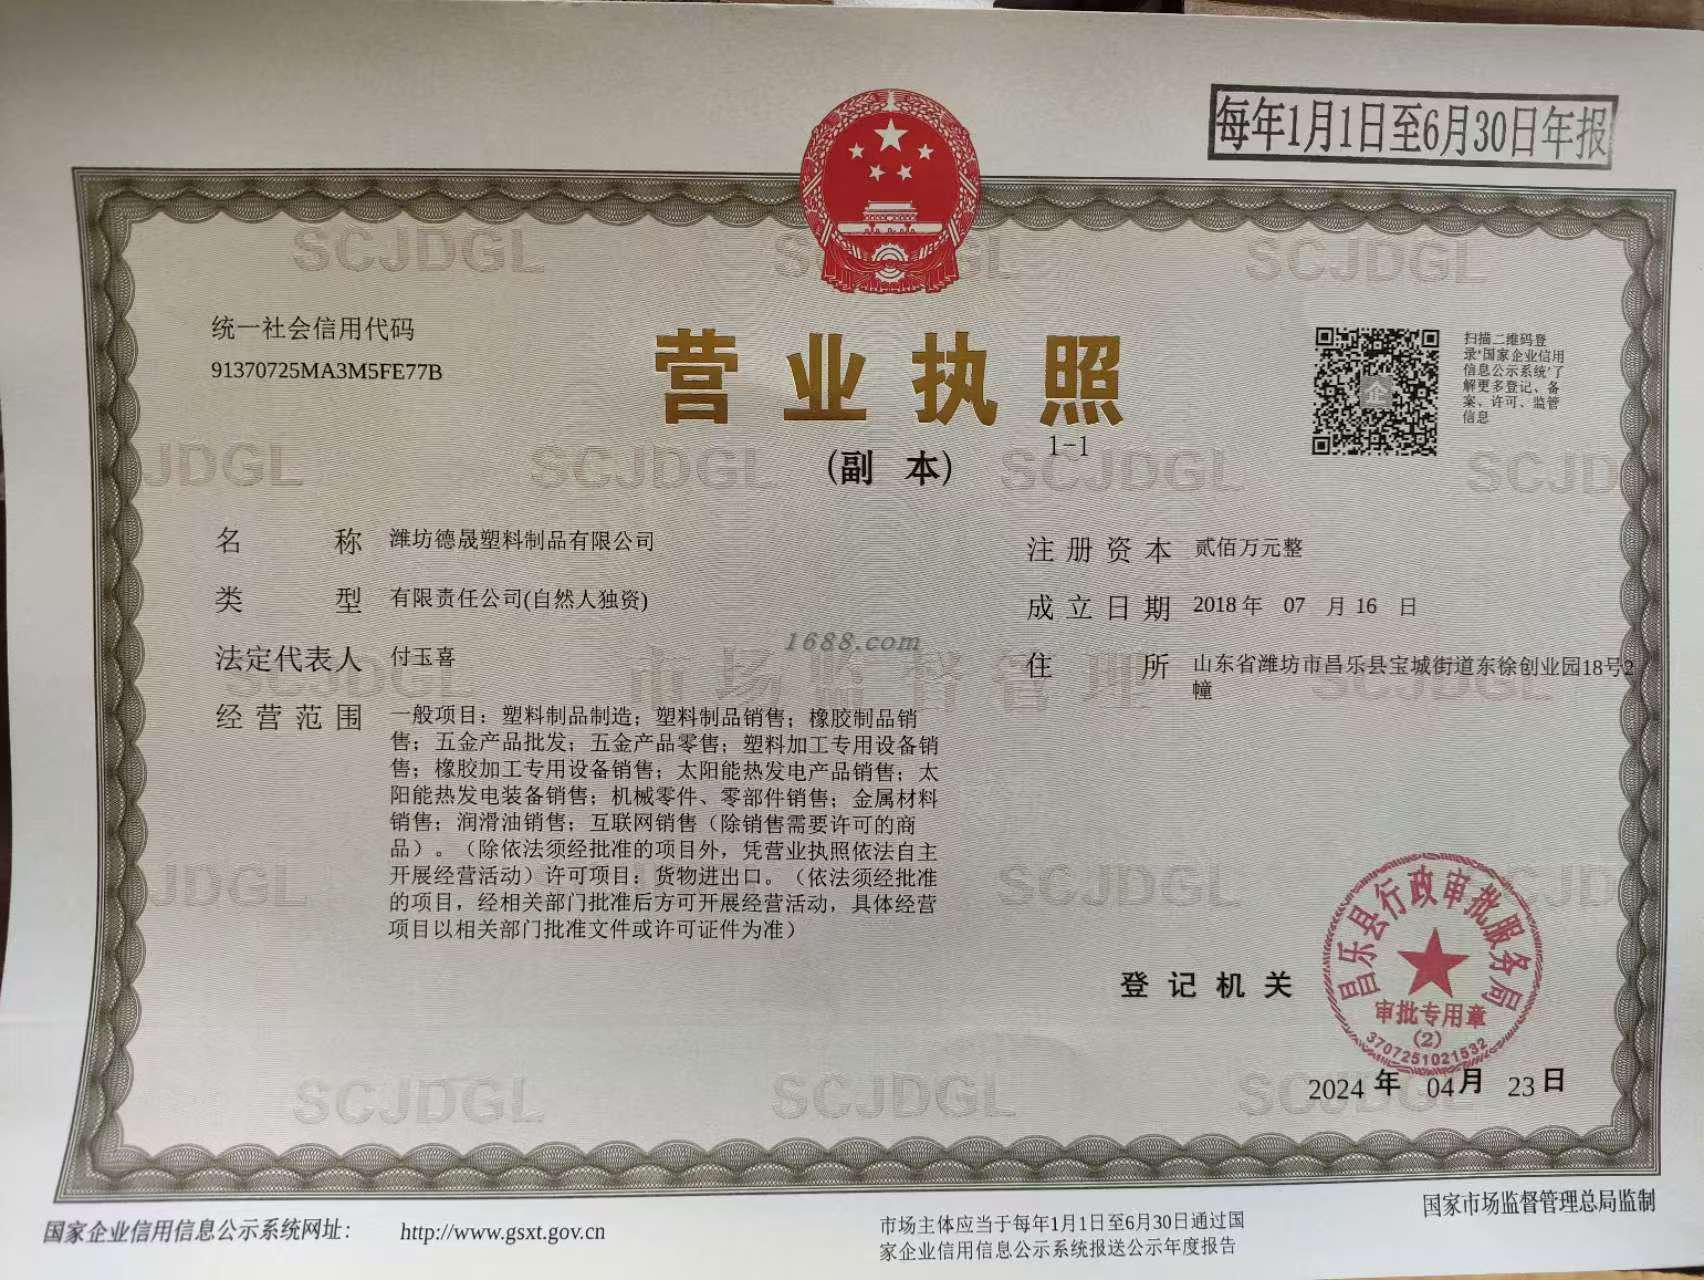 每年1月1日至6月30日年报
统一社会信用代码
91370725MA3M5FE77B
营业执照
(副 本)
1-1
扫描二维码登
录‘国家企业信用
信息公示系统’了
解更多登记、备
案、许可、监管
信息
名 称 潍坊德晟塑料制品有限公司
类 型 有限责任公司(自然人独资)
法定代表人 付玉喜
经营范围 一般项目：塑料制品制造；塑料制品销售；橡胶制品销
售；五金产品批发；五金产品零售；塑料加工专用设备销
售；橡胶加工专用设备销售；太阳能热发电产品销售；太
阳能热发电装备销售；机械零件、零部件销售；金属材料
销售；润滑油销售；互联网销售（除销售需要许可的商
品）。（除依法须经批准的项目外，凭营业执照依法自主
开展经营活动）许可项目：货物进出口。（依法须经批准
的项目，经相关部门批准后方可开展经营活动，具体经营
项目以相关部门批准文件或许可证件为准）
注册资本 贰佰万元整
成立日期 2018 年 07 月 16 日
住 所 山东省潍坊市昌乐县宝城街道东徐创业园18号2
幢
1688.com
市场监督管理
SCJDGL
登记机关
昌乐县行政审批服务局
审批专用章
(2)
3707251021532
2024 年 04 月 23 日
国家企业信用信息公示系统网址： http://www.gsxt.gov.cn
市场主体应当于每年1月1日至6月30日通过国
家企业信用信息公示系统报送公示年度报告
国家市场监督管理总局监制